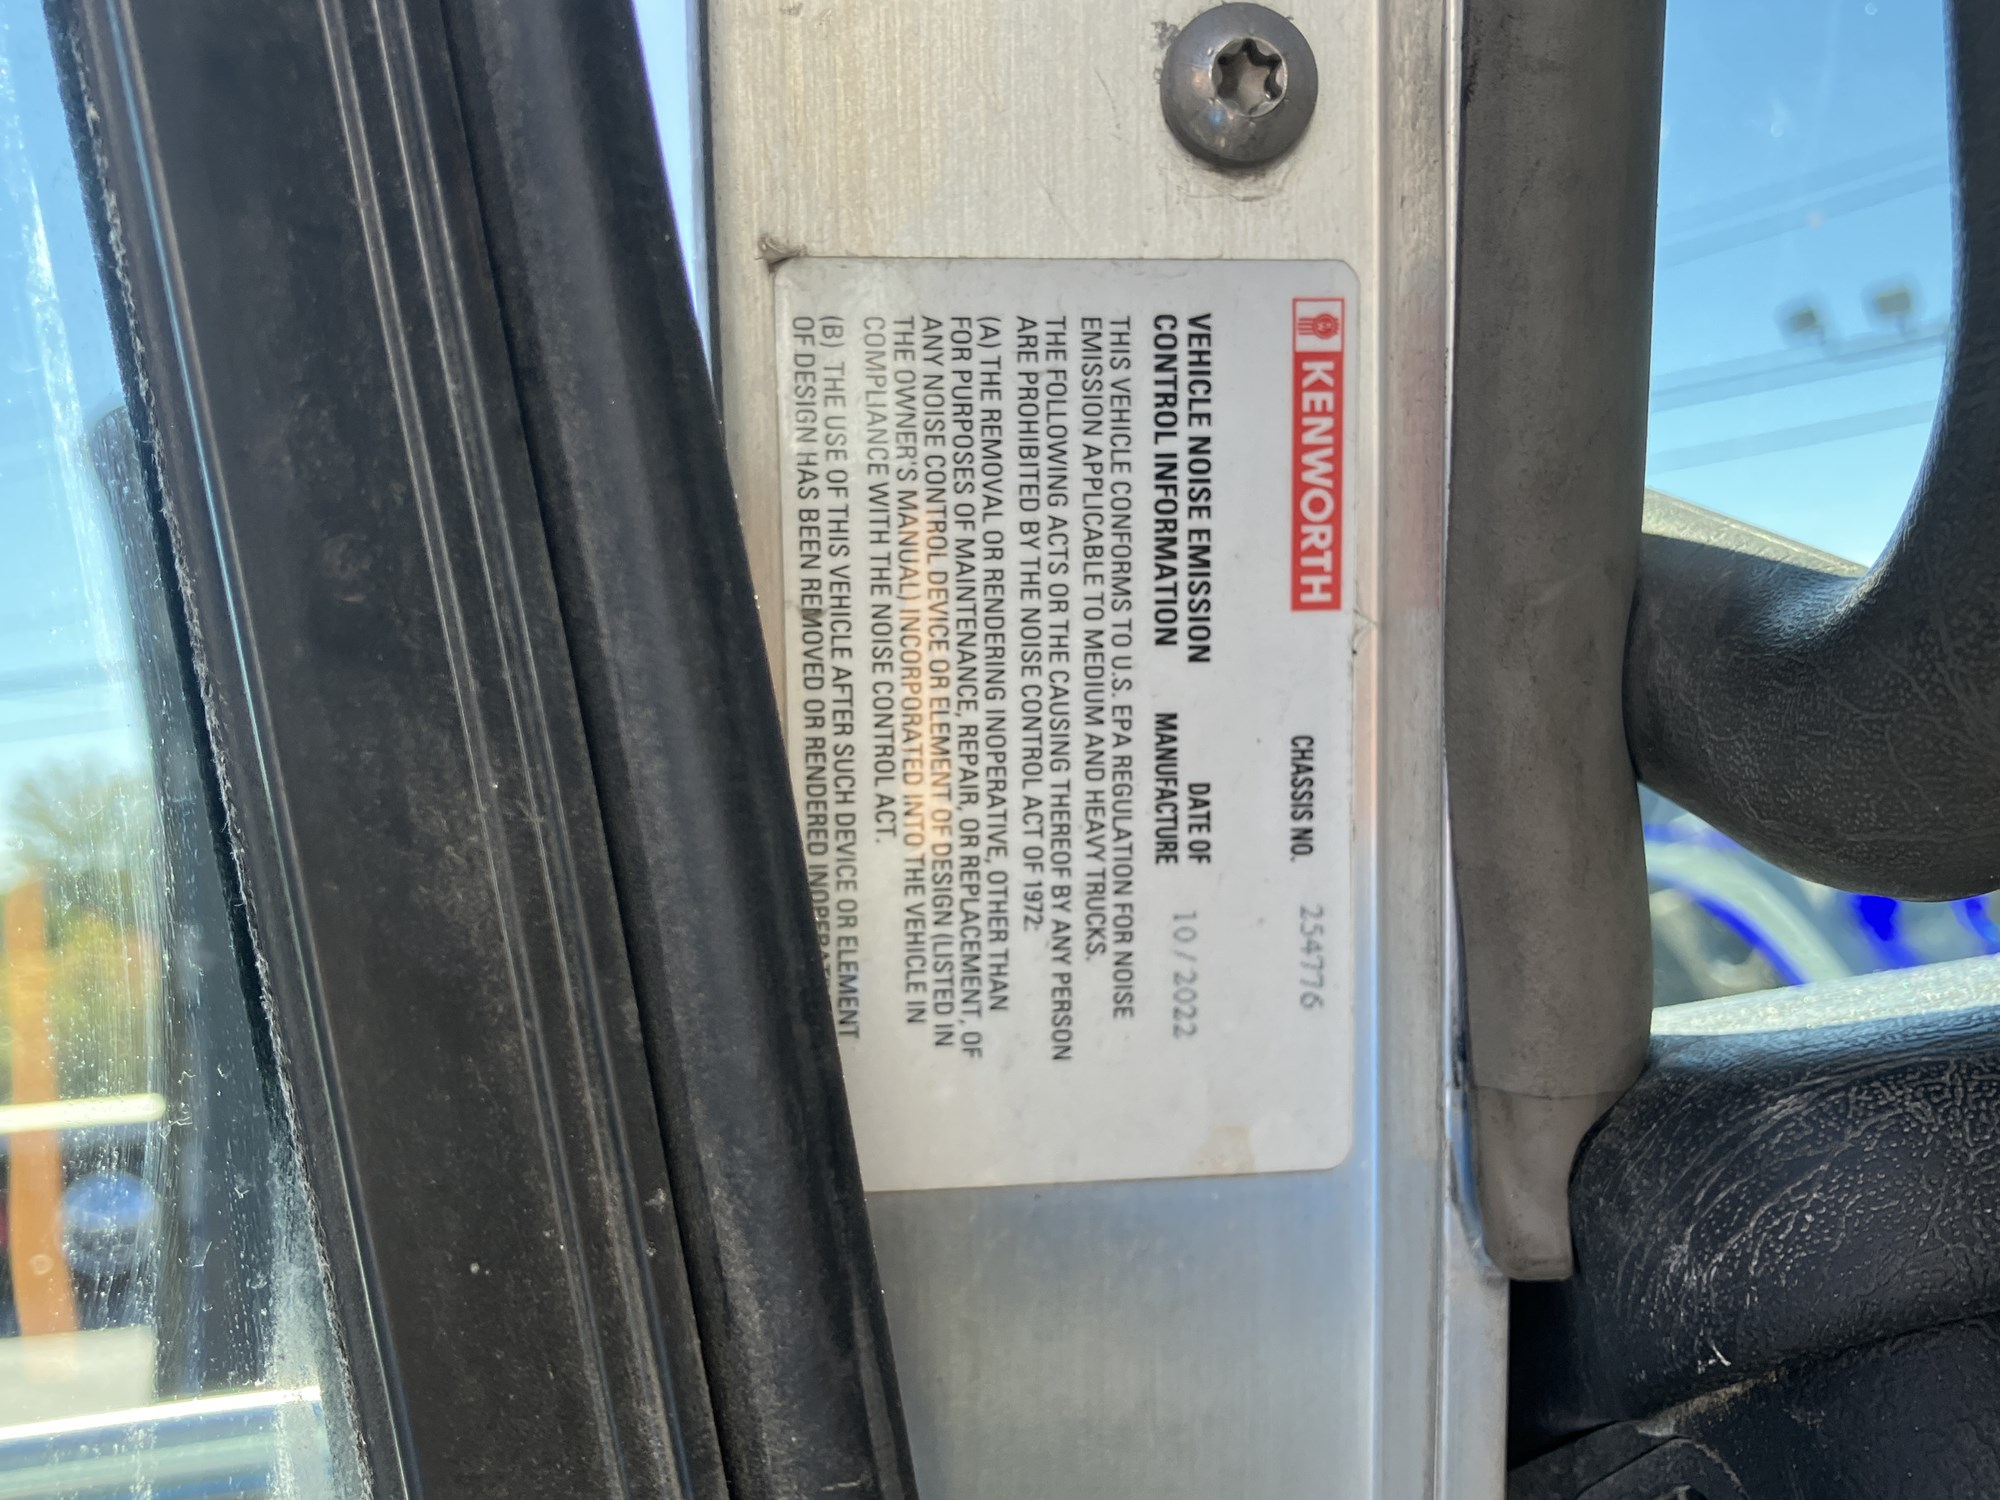 KENWORTH CHASSIS NO. 254776
VEHICLE NOISE EMISSION DATE OF
CONTROL INFORMATION MANUFACTURE 10 / 2022
THIS VEHICLE CONFORMS TO U.S. EPA REGULATION FOR NOISE
EMISSION APPLICABLE TO MEDIUM AND HEAVY TRUCKS.
THE FOLLOWING ACTS OR THE CAUSING THEREOF BY ANY PERSON
ARE PROHIBITED BY THE NOISE CONTROL ACT OF 1972:
(A) THE REMOVAL OR RENDERING INOPERATIVE, OTHER THAN
FOR PURPOSES OF MAINTENANCE, REPAIR, OR REPLACEMENT, OF
ANY NOISE CONTROL DEVICE OR ELEMENT OF DESIGN (LISTED IN
THE OWNER'S MANUAL) INCORPORATED INTO THE VEHICLE IN
COMPLIANCE WITH THE NOISE CONTROL ACT.
(B) THE USE OF THIS VEHICLE AFTER SUCH DEVICE OR ELEMENT
OF DESIGN HAS BEEN REMOVED OR RENDERED